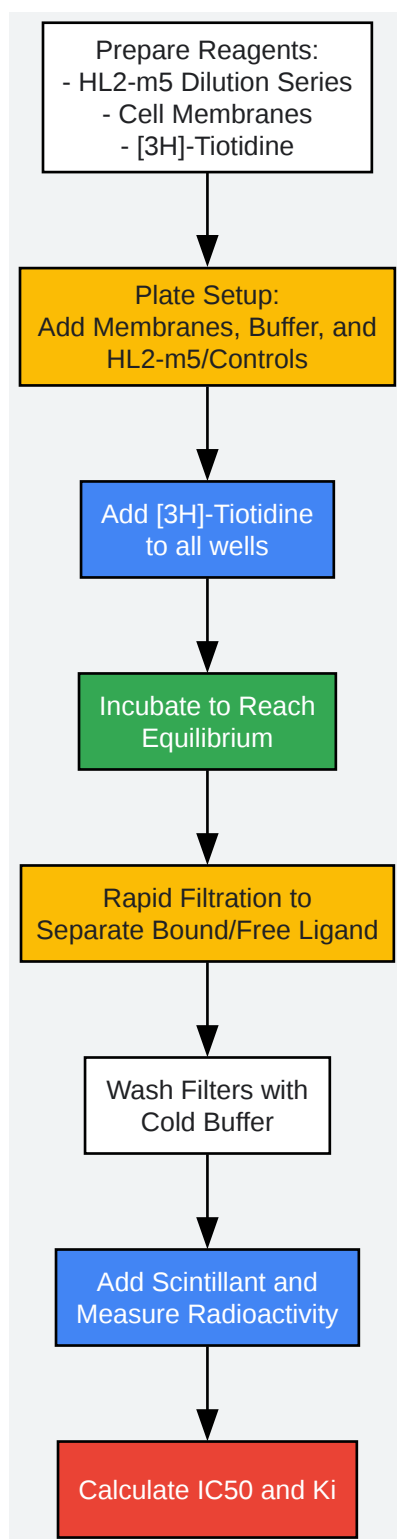 Prepare Reagents:
- HL2-m5 Dilution Series
- Cell Membranes
- [3H]-Tiotidine
Plate Setup:
Add Membranes, Buffer, and
HL2-m5/Controls
Add [3H]-Tiotidine
to all wells
Incubate to Reach
Equilibrium
Rapid Filtration to
Separate Bound/Free Ligand
Wash Filters with
Cold Buffer
Add Scintillant and
Measure Radioactivity
Calculate IC50 and Ki